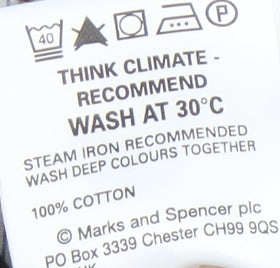 40
P
THINK CLIMATE -
RECOMMEND
WASH AT 30°C
STEAM IRON RECOMMENDED
WASH DEEP COLOURS TOGETHER
100% COTTON
© Marks and Spencer plc
PO Box 3339 Chester CH99 9QS